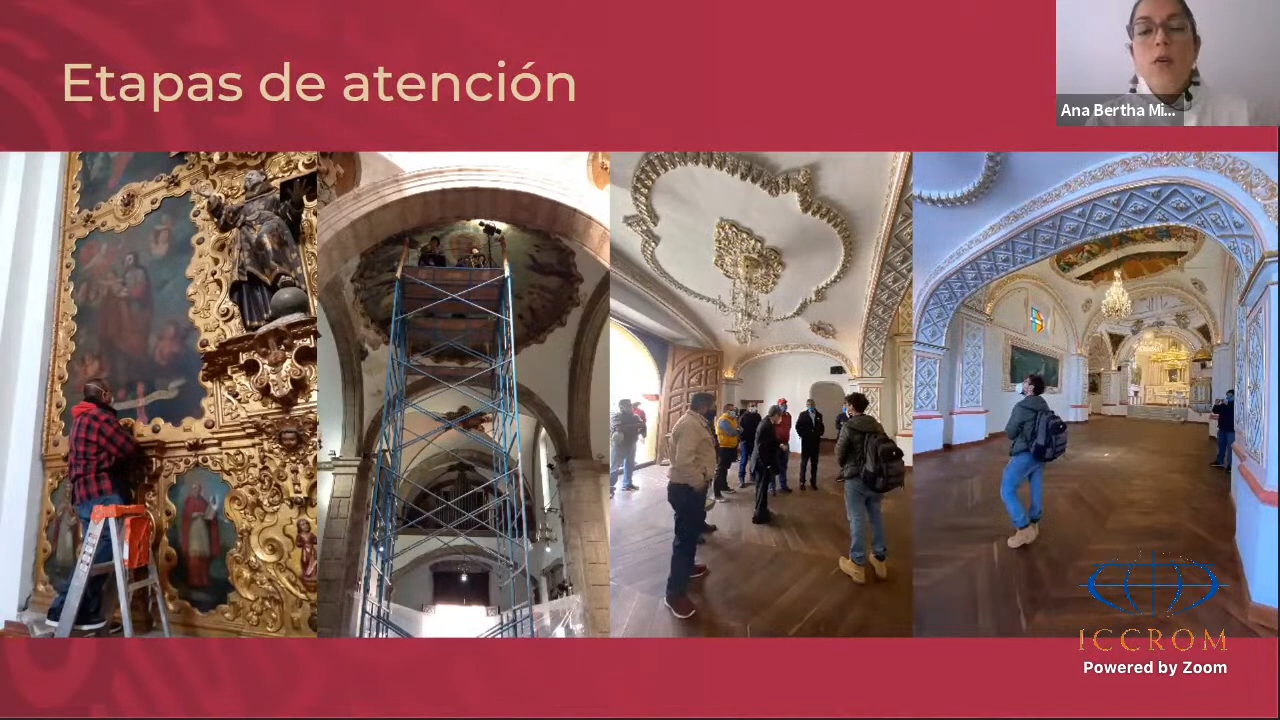 Etapas de atención
Ana Bertha Mi...
ICCROM
Powered by Zoom